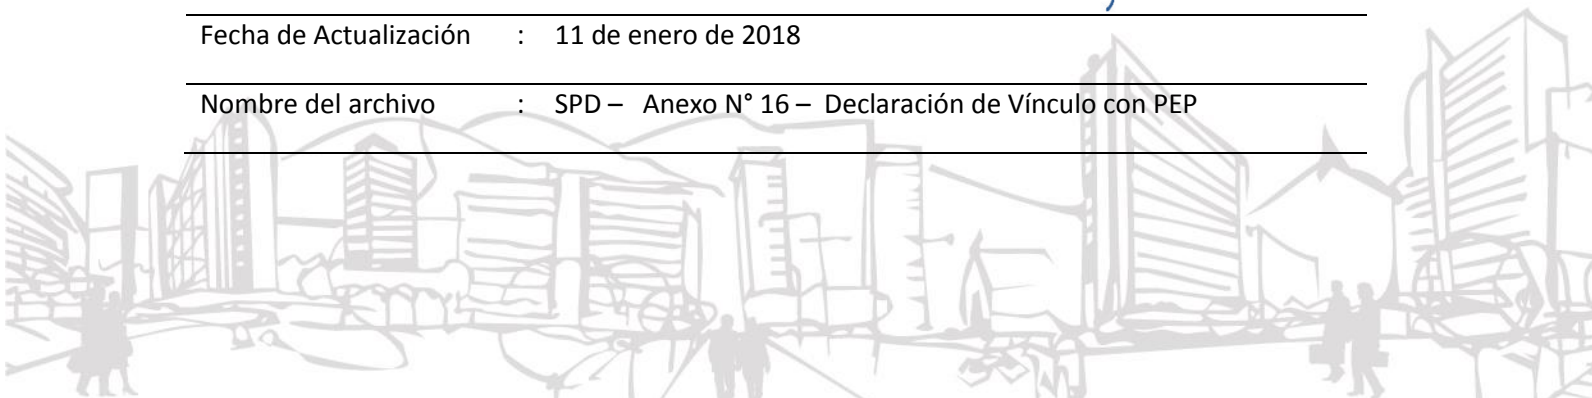 Fecha de Actualización : 11 de enero de 2018
Nombre del archivo : SPD – Anexo N° 16 – Declaración de Vínculo con PEP